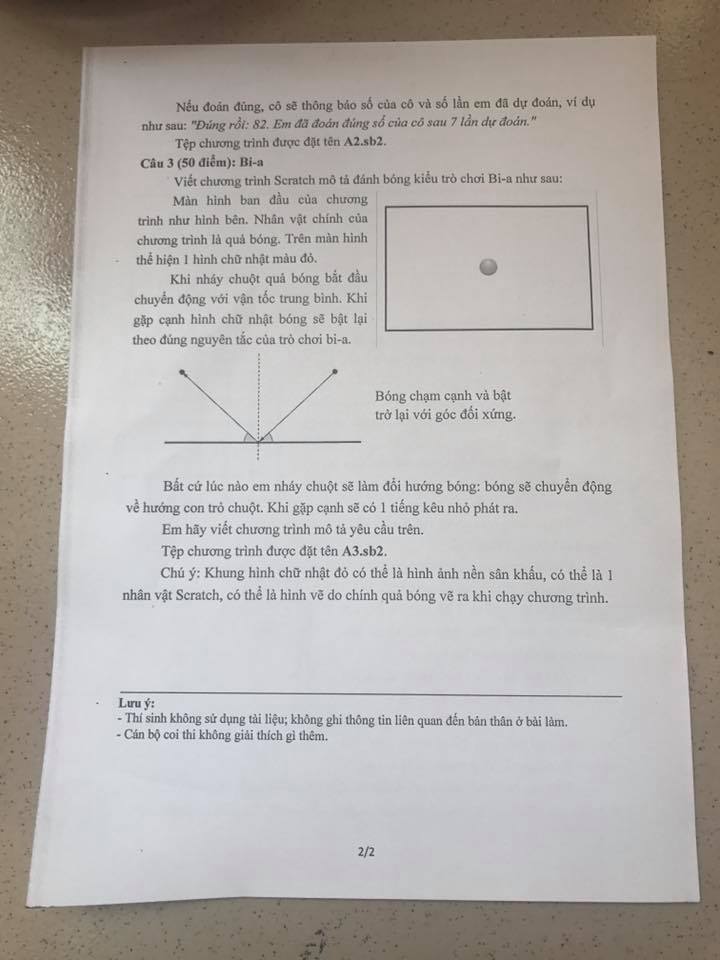 Nếu đoán đúng, cô sẽ thông báo số của cô và số lần em đã dự đoán, ví dụ
như sau: "Đúng rồi: 82. Em đã đoán đúng số của cô sau 7 lần dự đoán."
Tệp chương trình được đặt tên A2.sb2.
Câu 3 (50 điểm): Bi-a
Viết chương trình Scratch mô tả đánh bóng kiểu trò chơi Bi-a như sau:
Màn hình ban đầu của chương
trình như hình bên. Nhân vật chính của
chương trình là quả bóng. Trên màn hình
thể hiện 1 hình chữ nhật màu đỏ.
Khi nháy chuột quả bóng bắt đầu
chuyển động với vận tốc trung bình. Khi
gặp cạnh hình chữ nhật bóng sẽ bật lại
theo đúng nguyên tắc của trò chơi bi-a.
Bóng chạm cạnh và bật
trở lại với góc đối xứng.
Bất cứ lúc nào em nháy chuột sẽ làm đổi hướng bóng: bóng sẽ chuyển động
về hướng con trỏ chuột. Khi gặp cạnh sẽ có 1 tiếng kêu nhỏ phát ra.
Em hãy viết chương trình mô tả yêu cầu trên.
Tệp chương trình được đặt tên A3.sb2.
Chú ý: Khung hình chữ nhật đỏ có thể là hình ảnh nền sân khấu, có thể là 1
nhân vật Scratch, có thể là hình vẽ do chính quả bóng vẽ ra khi chạy chương trình.
Lưu ý:
- Thí sinh không sử dụng tài liệu; không ghi thông tin liên quan đến bản thân ở bài làm.
- Cán bộ coi thi không giải thích gì thêm.
2/2